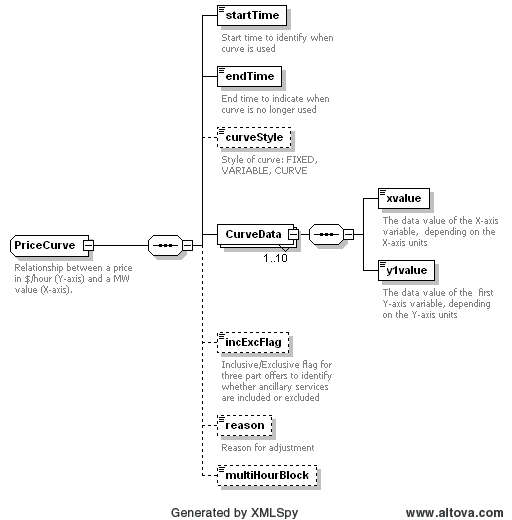 startTime
Start time to identify when
curve is used
endTime
End time to indicate when
curve is no longer used
curveStyle
Style of curve: FIXED,
VARIABLE, CURVE
PriceCurve
Relationship between a price
in $/hour (Y-axis) and a MW
value (X-axis).
CurveData
1..10
xvalue
The data value of the X-axis
variable, depending on the
X-axis units
y1value
The data value of the first
Y-axis variable, depending
on the Y-axis units
incExcFlag
Inclusive/Exclusive flag for
three part offers to identify
whether ancillary services
are included or excluded
reason
Reason for adjustment
multiHourBlock
Generated by XMLSpy
www.altova.com